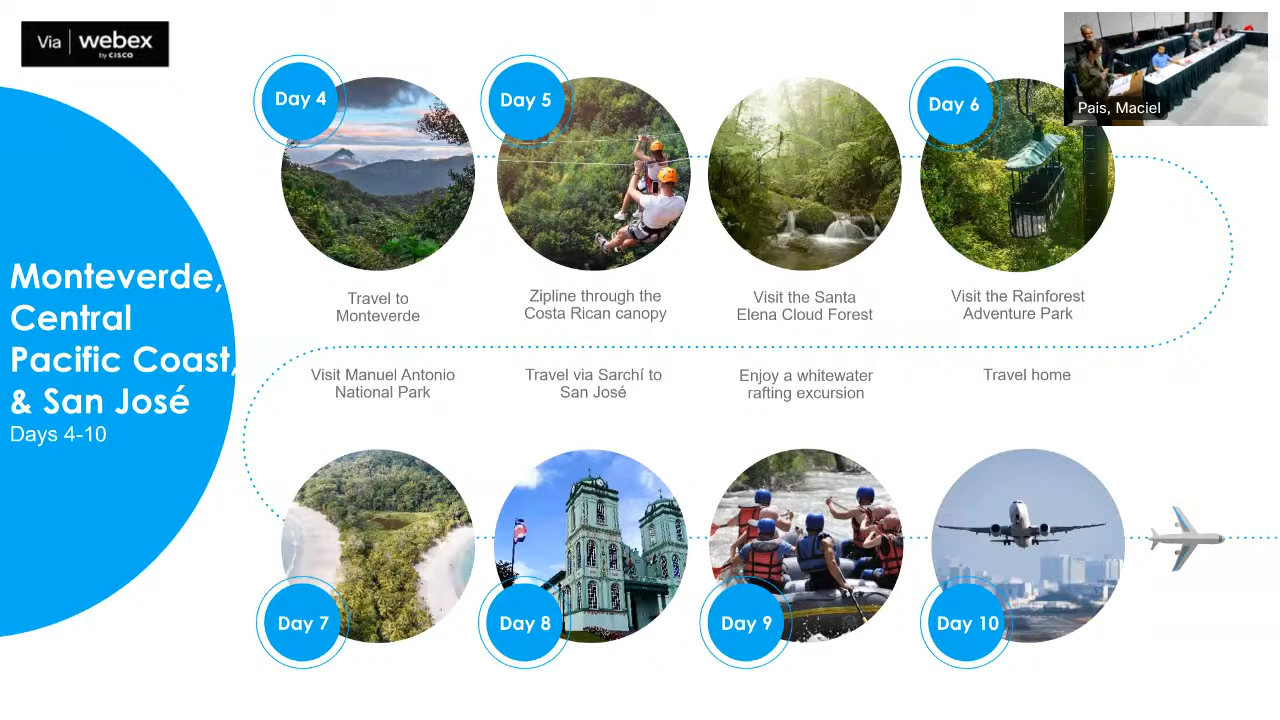 Via | webex
by CISCO
Pais, Maciel
Monteverde,
Central
Pacific Coast,
& San José
Days 4-10
Day 4
Travel to
Monteverde
Day 5
Zipline through the
Costa Rican canopy
Visit the Santa
Elena Cloud Forest
Day 6
Visit the Rainforest
Adventure Park
Visit Manuel Antonio
National Park
Day 7
Travel via Sarchí to
San José
Day 8
Enjoy a whitewater
rafting excursion
Day 9
Travel home
Day 10